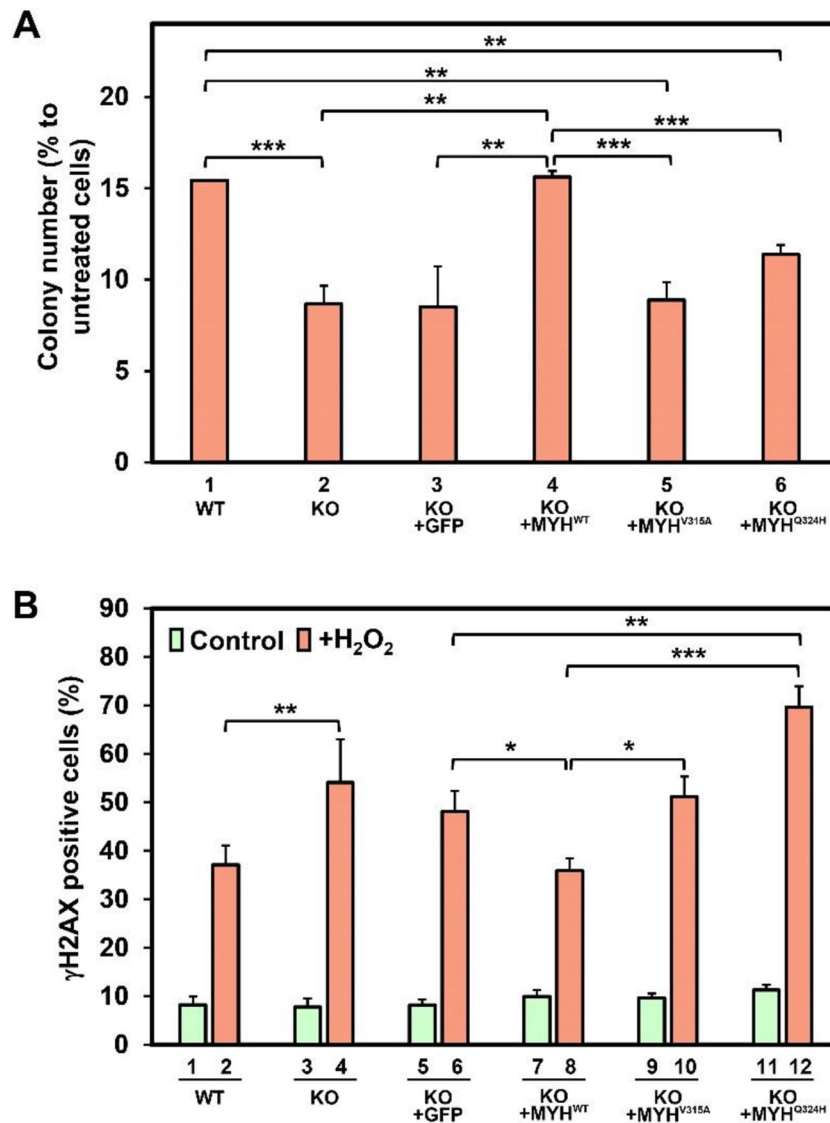 A
Colony number (% to
untreated cells)
20
15
10
5
0
**
**
**
***
***
**
***
1 2 3 4 5 6
WT KO KO KO KO KO
+GFP +MYHᵂᵀ +MYHⱽ³¹⁵ᴬ +MYHQ324H
B
γH2AX positive cells (%)
90
80
70
60
50
40
30
20
10
0
Control +H₂O₂
**
***
**
*
*
1 2 3 4 5 6 7 8 9 10 11 12
WT KO KO KO KO KO
+GFP +MYHᵂᵀ +MYHⱽ³¹⁵ᴬ +MYHQ324H